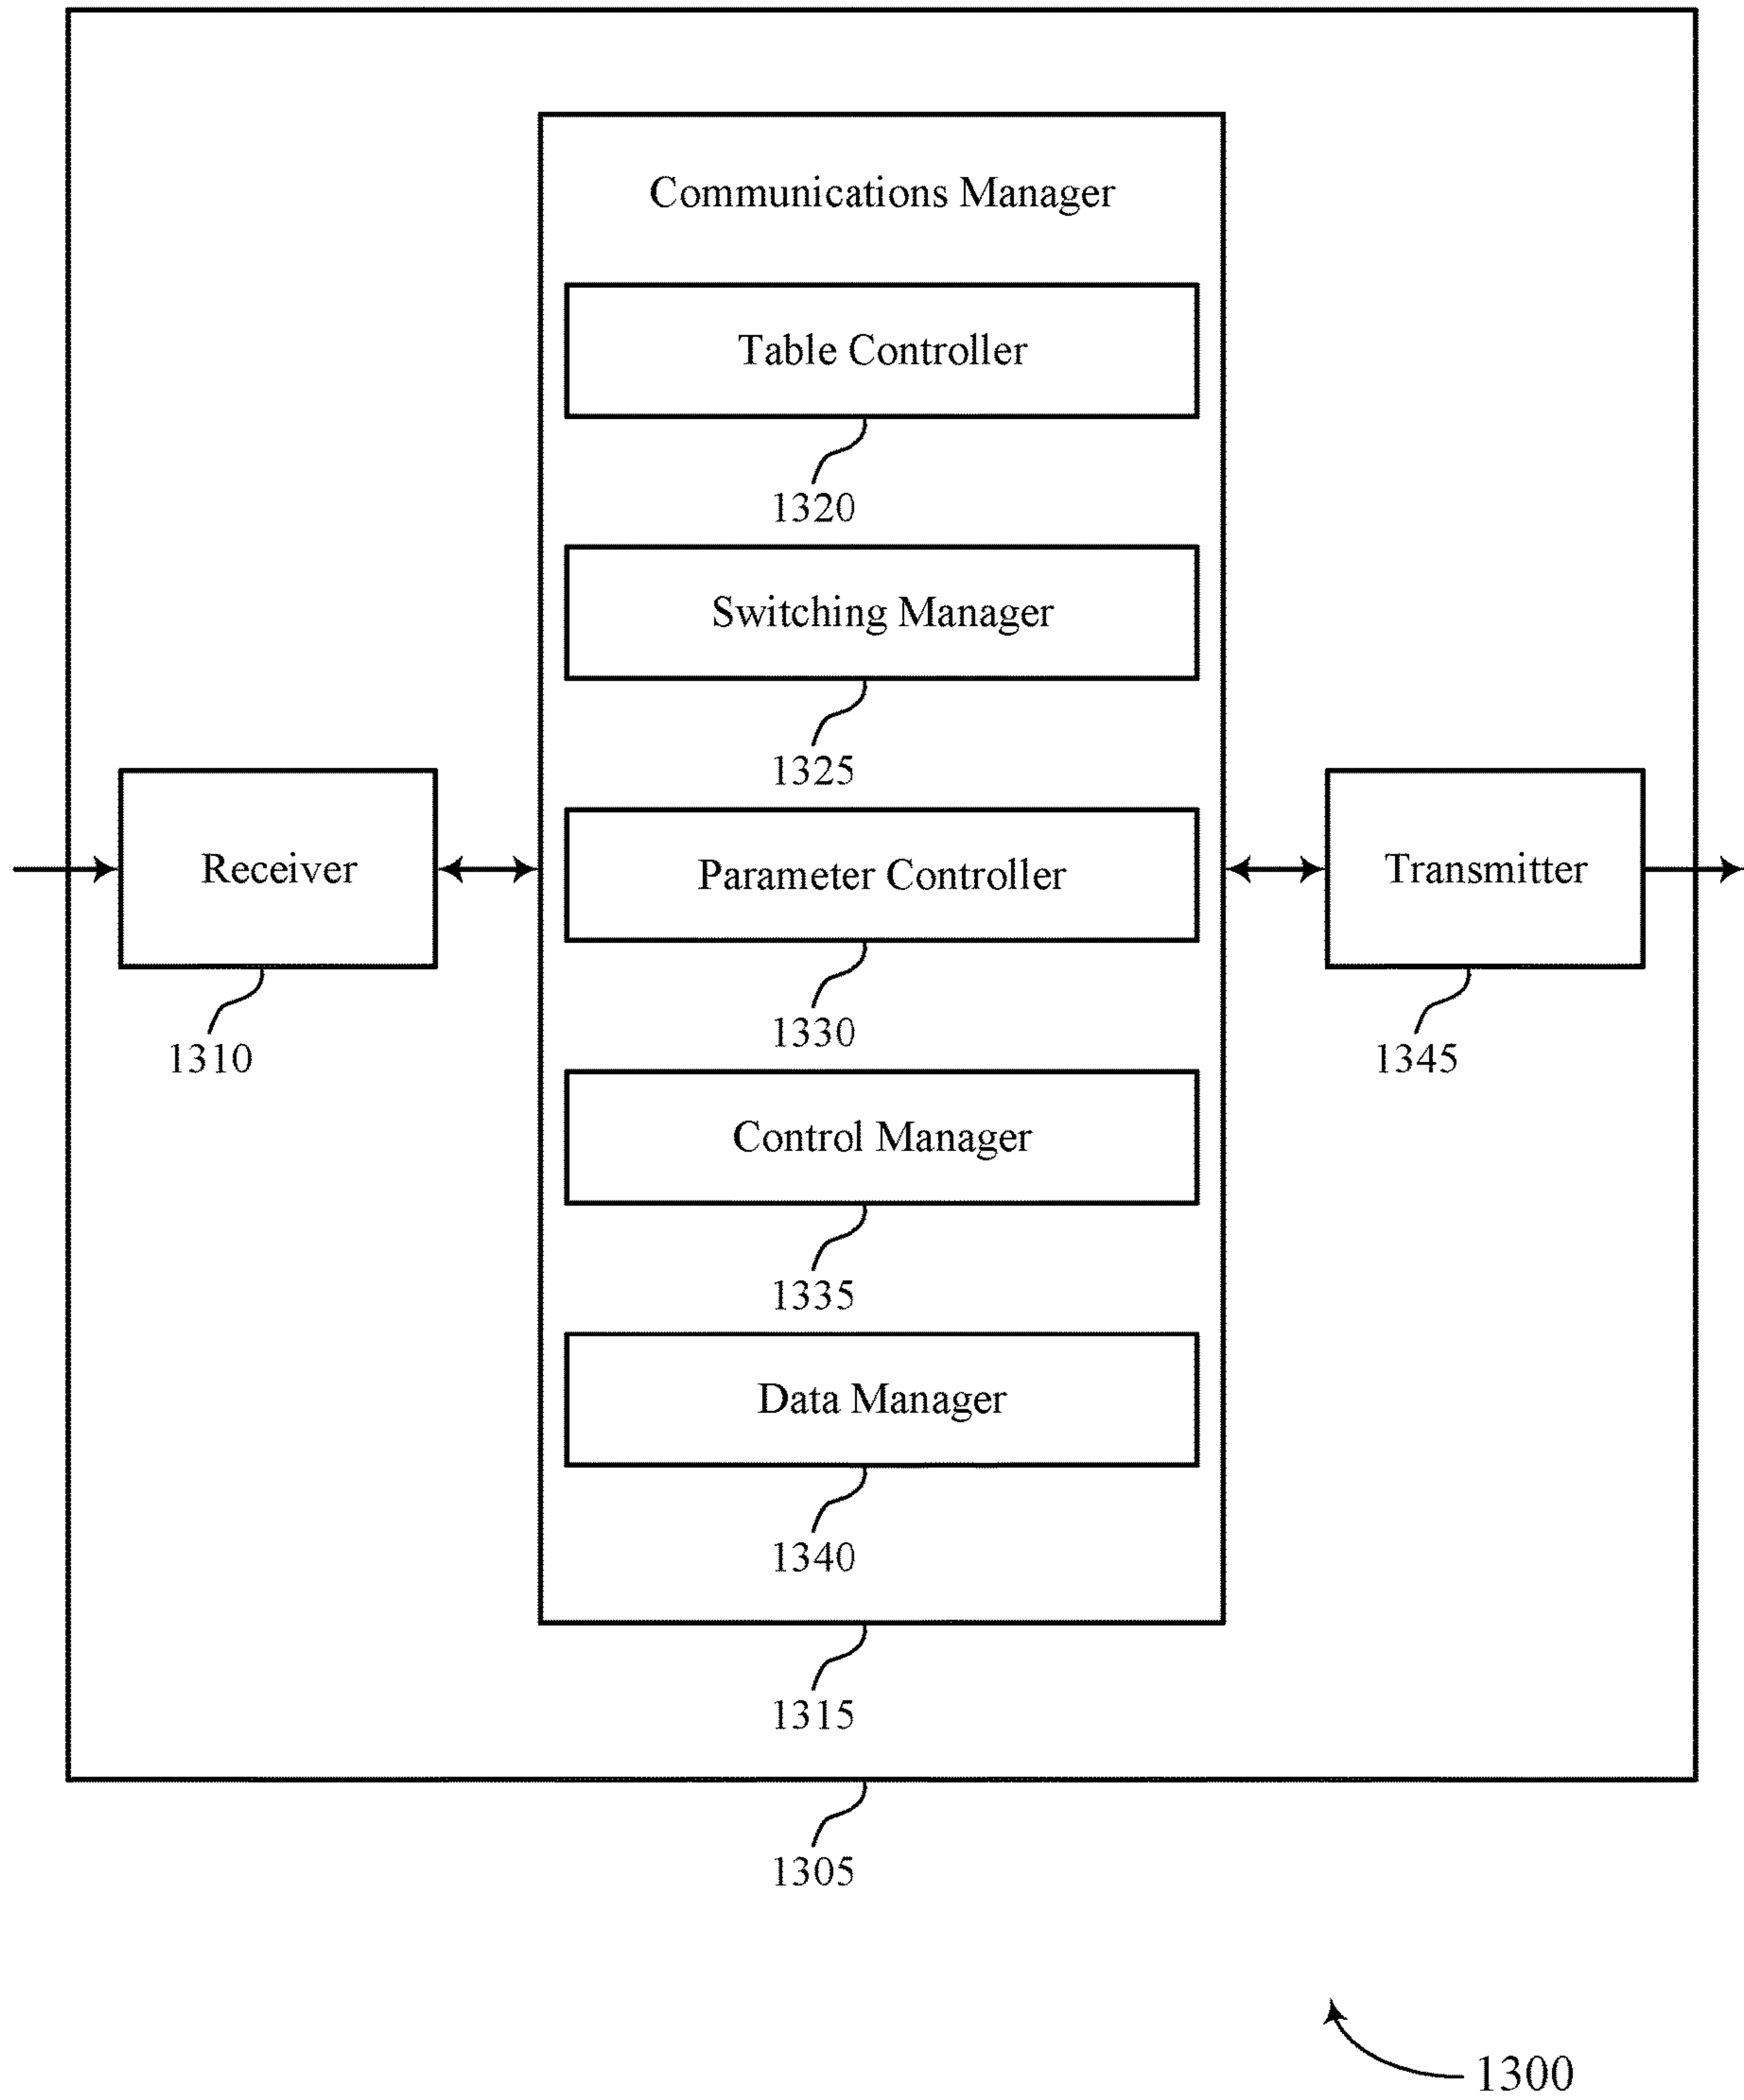 Communications Manager
Table Controller
1320
Switching Manager
1325
Receiver
1310
Parameter Controller
1330
Transmitter
1345
Control Manager
1335
Data Manager
1340
1315
1305
1300